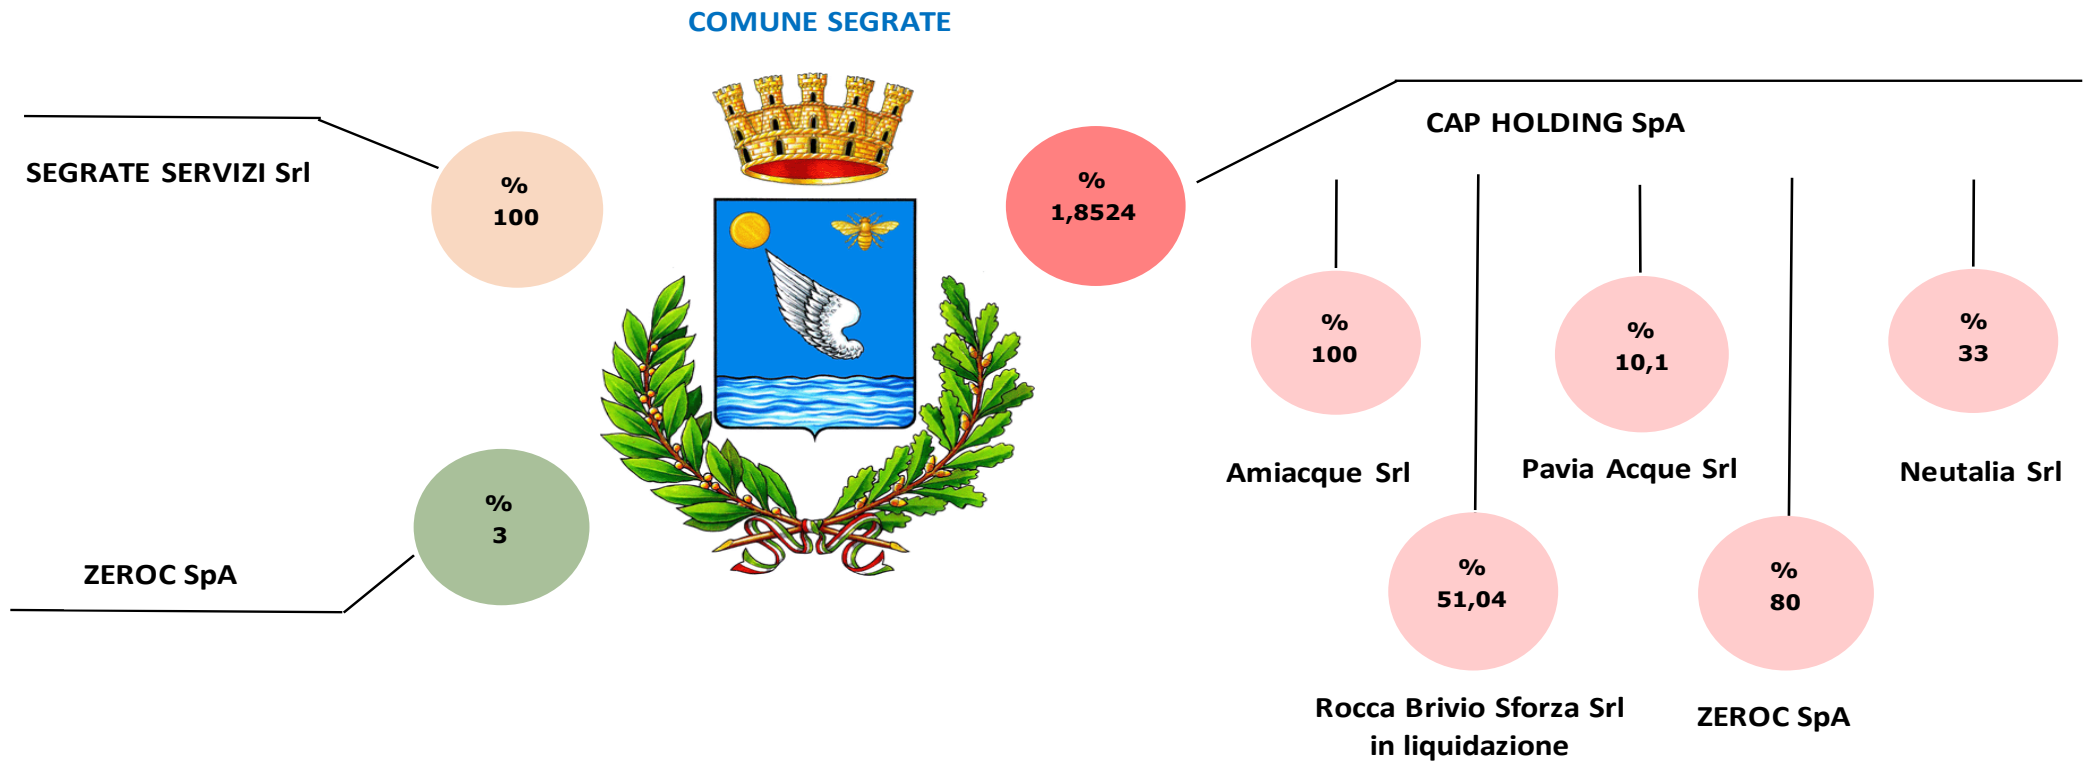 COMUNE SEGRATE
SEGRATE SERVIZI Srl
%
100
ZEROC SpA
%
3
%
1,8524
CAP HOLDING SpA
%
100
Amiacque Srl
%
51,04
Rocca Brivio Sforza Srl
in liquidazione
%
10,1
Pavia Acque Srl
%
80
ZEROC SpA
%
33
Neutalia Srl